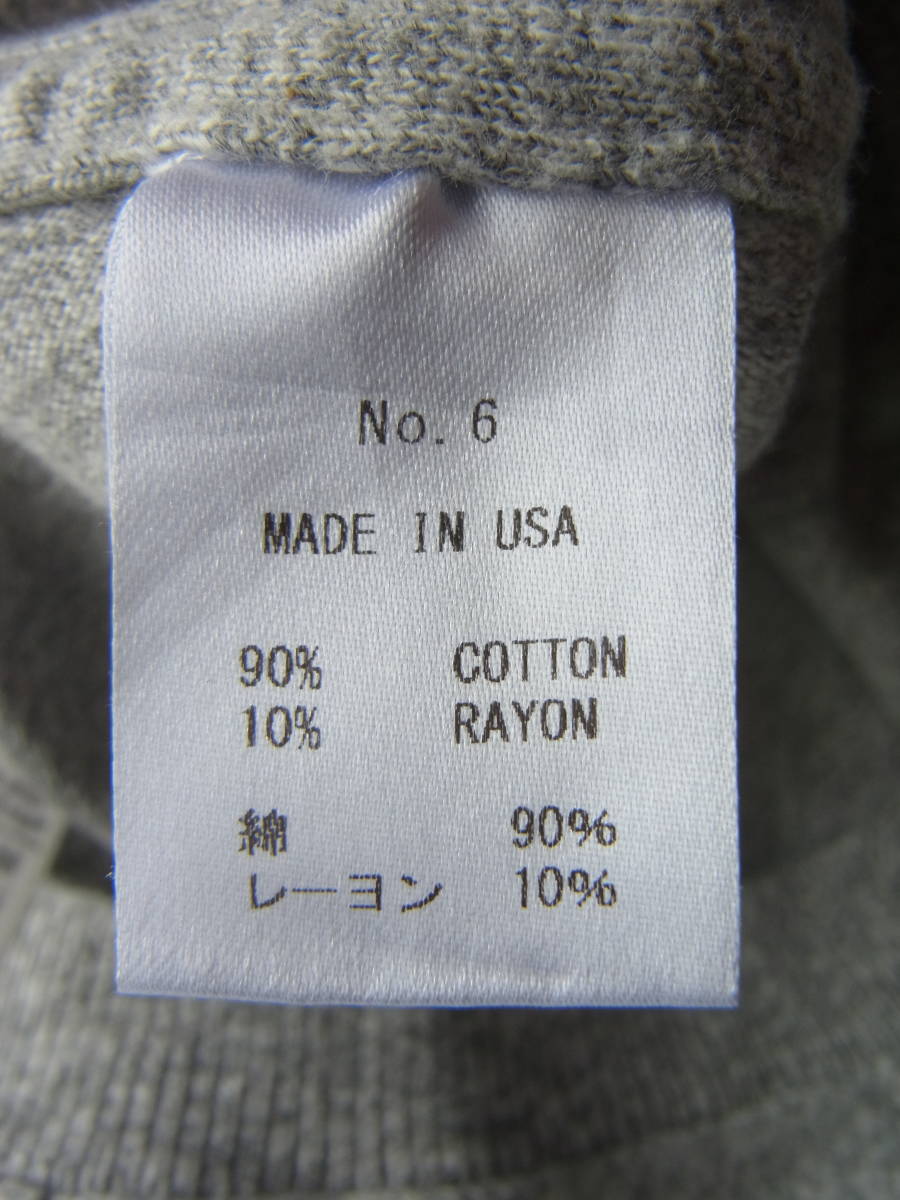 No. 6
MADE IN USA
90% COTTON
10% RAYON
綿 90%
レーヨン 10%